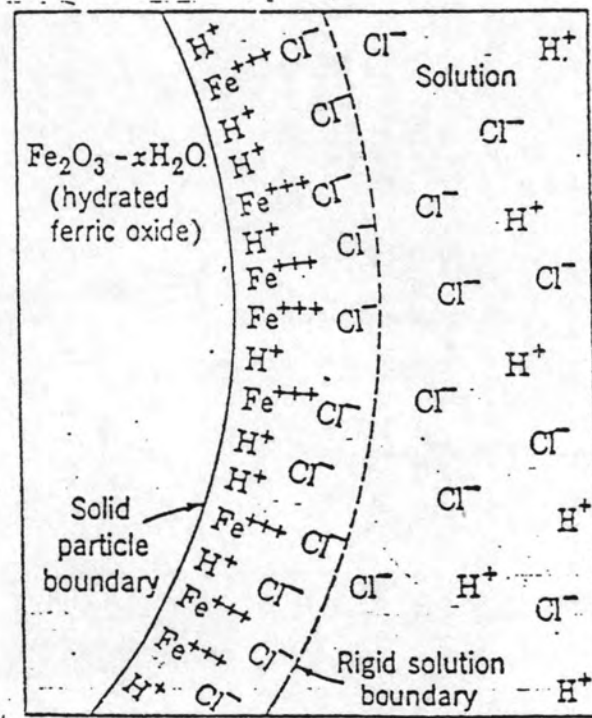 Fe₂O₃ -xH₂O.
(hydrated
ferric oxide)
Solid
particle
boundary
H⁺
Fe⁺⁺⁺ Cl⁻
H⁺ Cl⁻
H⁺
Fe⁺⁺⁺ Cl⁻
H⁺ Cl⁻
Fe⁺⁺⁺
Fe⁺⁺⁺ Cl⁻
H⁺
Fe⁺⁺⁺ Cl⁻
H⁺
H⁺ Cl⁻
Fe⁺⁺⁺ Cl⁻
H⁺ Cl⁻
Fe⁺⁺⁺
Fe⁺⁺⁺ Cl⁻
H⁺ Cl⁻
Cl⁻ H⁺
Solution
Cl⁻
Cl⁻ H⁺
Cl⁻ Cl⁻
H⁺
Cl⁻
Cl⁻
Cl⁻ H⁺
Cl⁻ H⁺ Cl⁻
Rigid solution
boundary
H⁺